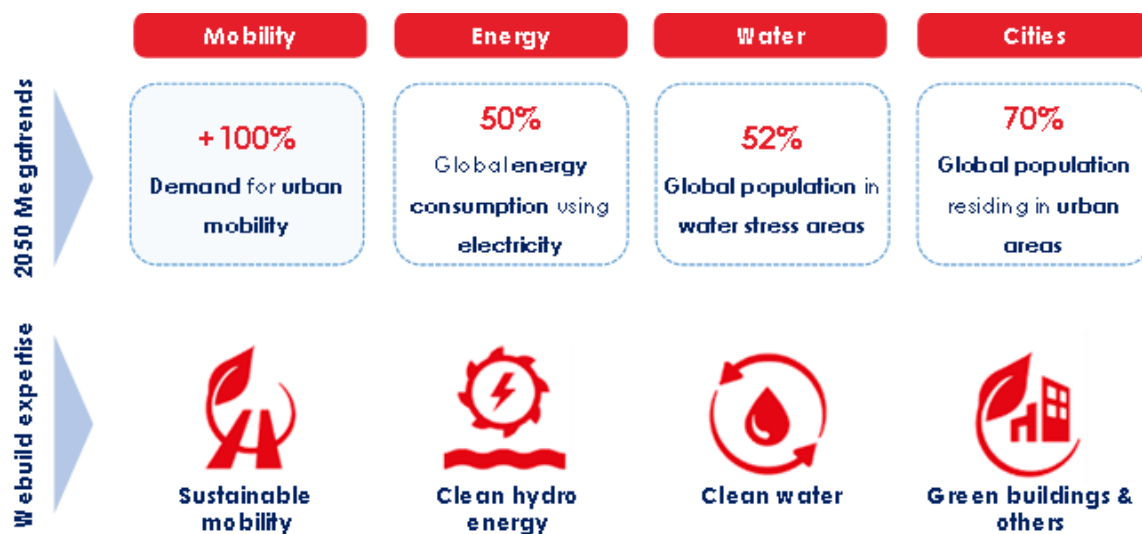 Mobility
Energy
Water
Cities
2050 Megatrends
+100%
Demand for urban
mobility
50%
Global energy
consumption using
electricity
52%
Global population in
water stress areas
70%
Global population
residing in urban
areas
Webuild expertise
Sustainable
mobility
Clean hydro
energy
Clean water
Green buildings &
others